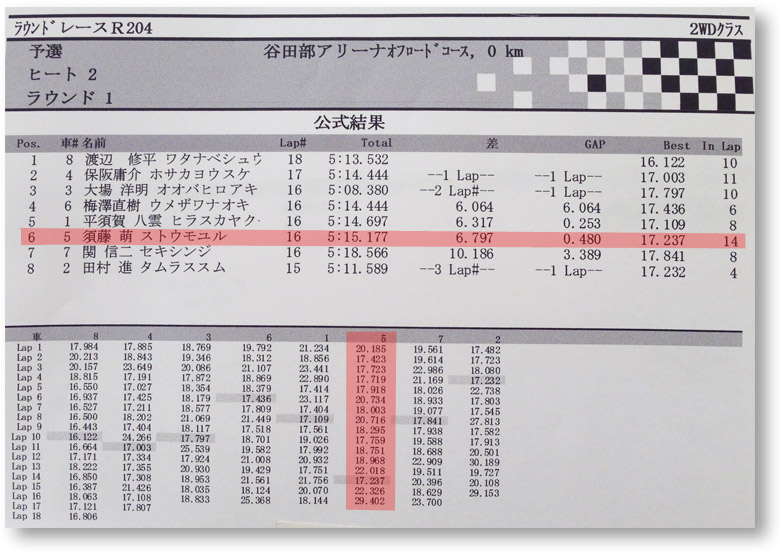 ラウンドレースR204 2WDクラス
予選 谷田部アリーナオフロードコース, 0 km
ヒート 2
ラウンド 1
公式結果
Pos. 車# 名前 Lap# Total 差 GAP Best In Lap
1 8 渡辺 修平 ワタナベシュウ 18 5:13.532 16.122 10
2 4 保阪庸介 ホサカヨウスケ 17 5:14.444 --1 Lap-- --1 Lap-- 17.003 11
3 3 大場 洋明 オオバヒロアキ 16 5:08.380 --2 Lap#-- --1 Lap-- 17.797 10
4 6 梅澤直樹 ウメザワナオキ 16 5:14.444 6.064 6.064 17.436 6
5 1 平須賀 八雲 ヒラスカヤク 16 5:14.697 6.317 0.253 17.109 8
6 5 須藤 萌 ストウモユル 16 5:15.177 6.797 0.480 17.237 14
7 7 関 信二 セキシンジ 16 5:18.566 10.186 3.389 17.841 8
8 2 田村 進 タムラススム 15 5:11.589 --3 Lap#-- --1 Lap-- 17.232 4
車 8 4 3 6 1 5 7 2
Lap 1 17.984 17.885 18.769 19.792 21.234 20.185 19.561 17.482
Lap 2 20.213 18.843 19.346 18.312 18.856 17.423 19.614 17.723
Lap 3 20.157 23.649 20.086 21.107 23.441 17.723 22.986 18.080
Lap 4 18.815 17.191 17.872 18.869 22.890 17.719 21.169 17.232
Lap 5 16.550 17.027 18.354 18.379 17.414 17.918 18.026 22.738
Lap 6 16.937 17.425 18.179 17.436 23.117 20.734 18.933 17.803
Lap 7 16.527 17.211 18.577 17.809 17.404 18.003 19.077 17.545
Lap 8 16.500 18.202 21.069 21.449 17.109 20.716 17.841 27.813
Lap 9 16.443 17.404 18.117 18.517 17.561 18.295 17.938 17.582
Lap 10 16.122 24.266 17.797 18.701 19.026 17.759 19.588 17.913
Lap 11 16.664 17.003 25.539 19.582 17.992 18.751 18.688 20.501
Lap 12 17.171 17.334 17.924 21.008 20.932 18.968 22.909 30.189
Lap 13 18.222 17.355 20.930 19.429 17.751 22.018 19.511 19.727
Lap 14 16.850 17.308 18.953 21.561 21.756 17.237 20.396 20.108
Lap 15 16.387 21.426 18.035 18.124 20.070 22.326 18.629 29.153
Lap 16 18.063 17.108 18.833 25.368 18.144 29.402 23.700
Lap 17 17.121 17.807
Lap 18 16.806